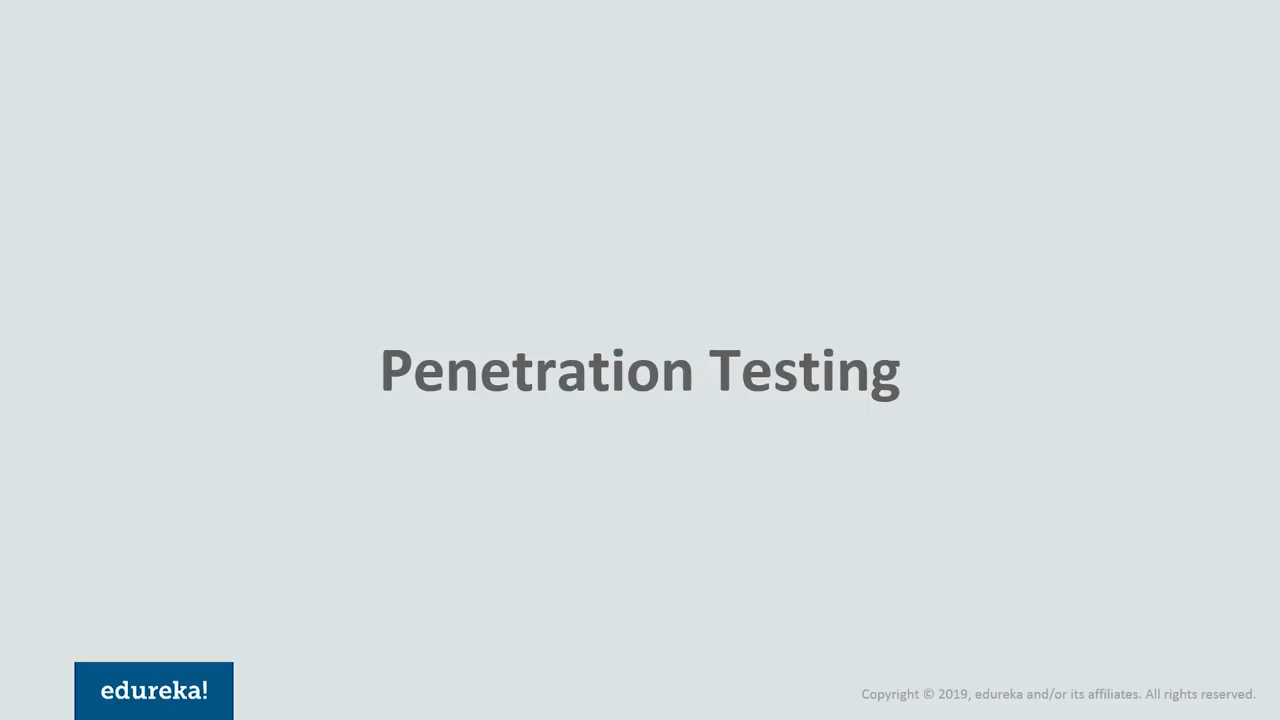 Penetration Testing
edureka!
Copyright © 2019, edureka and/or its affiliates. All rights reserved.